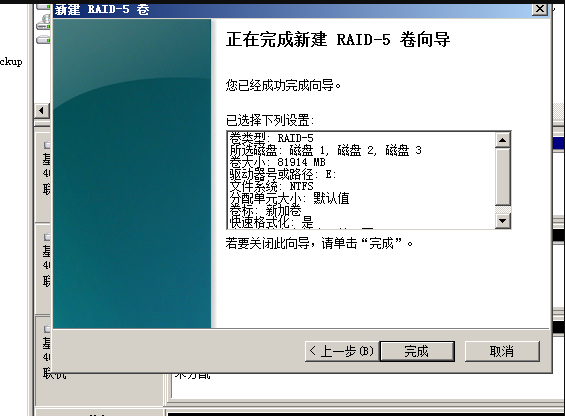 新建 RAID-5 卷
正在完成新建 RAID-5 卷向导
ckup
您已经成功完成向导。
已选择下列设置:
卷类型: RAID-5
所选磁盘: 磁盘 1, 磁盘 2, 磁盘 3
卷大小: 81914 MB
驱动器号或路径: E:
文件系统: NTFS
分配单元大小: 默认值
卷标: 新加卷
快速格式化: 是
若要关闭此向导，请单击“完成”。
<上一步(B)
完成
取消
基
联
基
联
基
联机
未分配